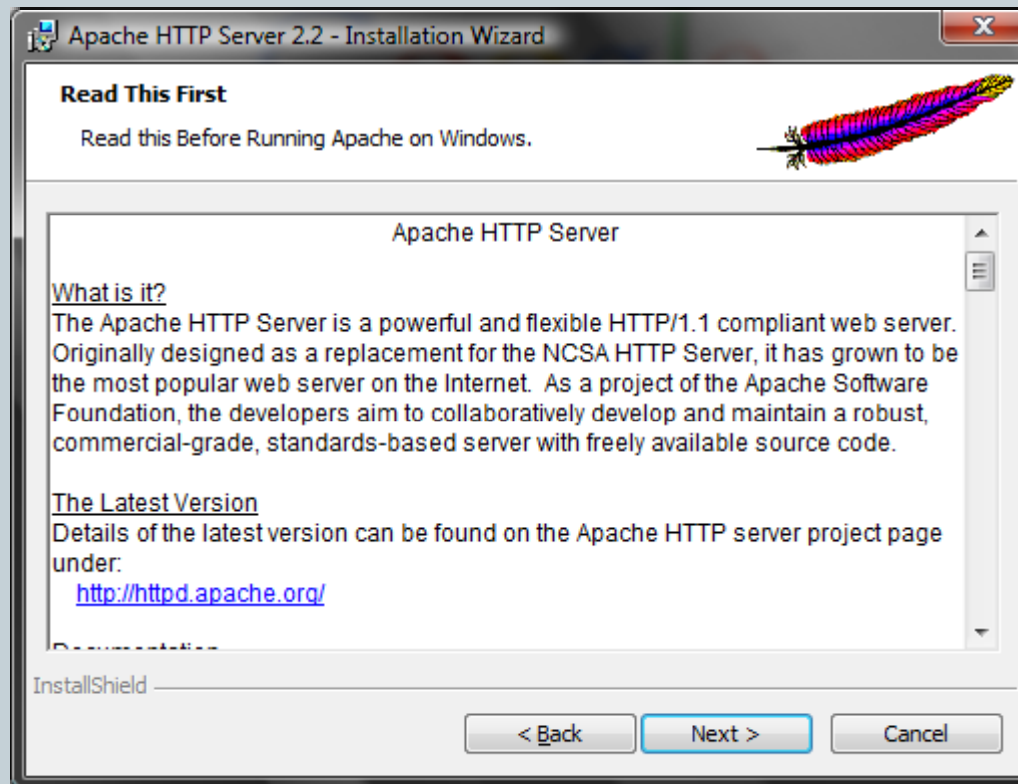 Apache HTTP Server 2.2 - Installation Wizard
Read This First
Read this Before Running Apache on Windows.
Apache HTTP Server
What is it?
The Apache HTTP Server is a powerful and flexible HTTP/1.1 compliant web server.
Originally designed as a replacement for the NCSA HTTP Server, it has grown to be
the most popular web server on the Internet.  As a project of the Apache Software
Foundation, the developers aim to collaboratively develop and maintain a robust,
commercial-grade, standards-based server with freely available source code.
The Latest Version
Details of the latest version can be found on the Apache HTTP server project page
under:
http://httpd.apache.org/
Documentation
InstallShield
< Back
Next >
Cancel